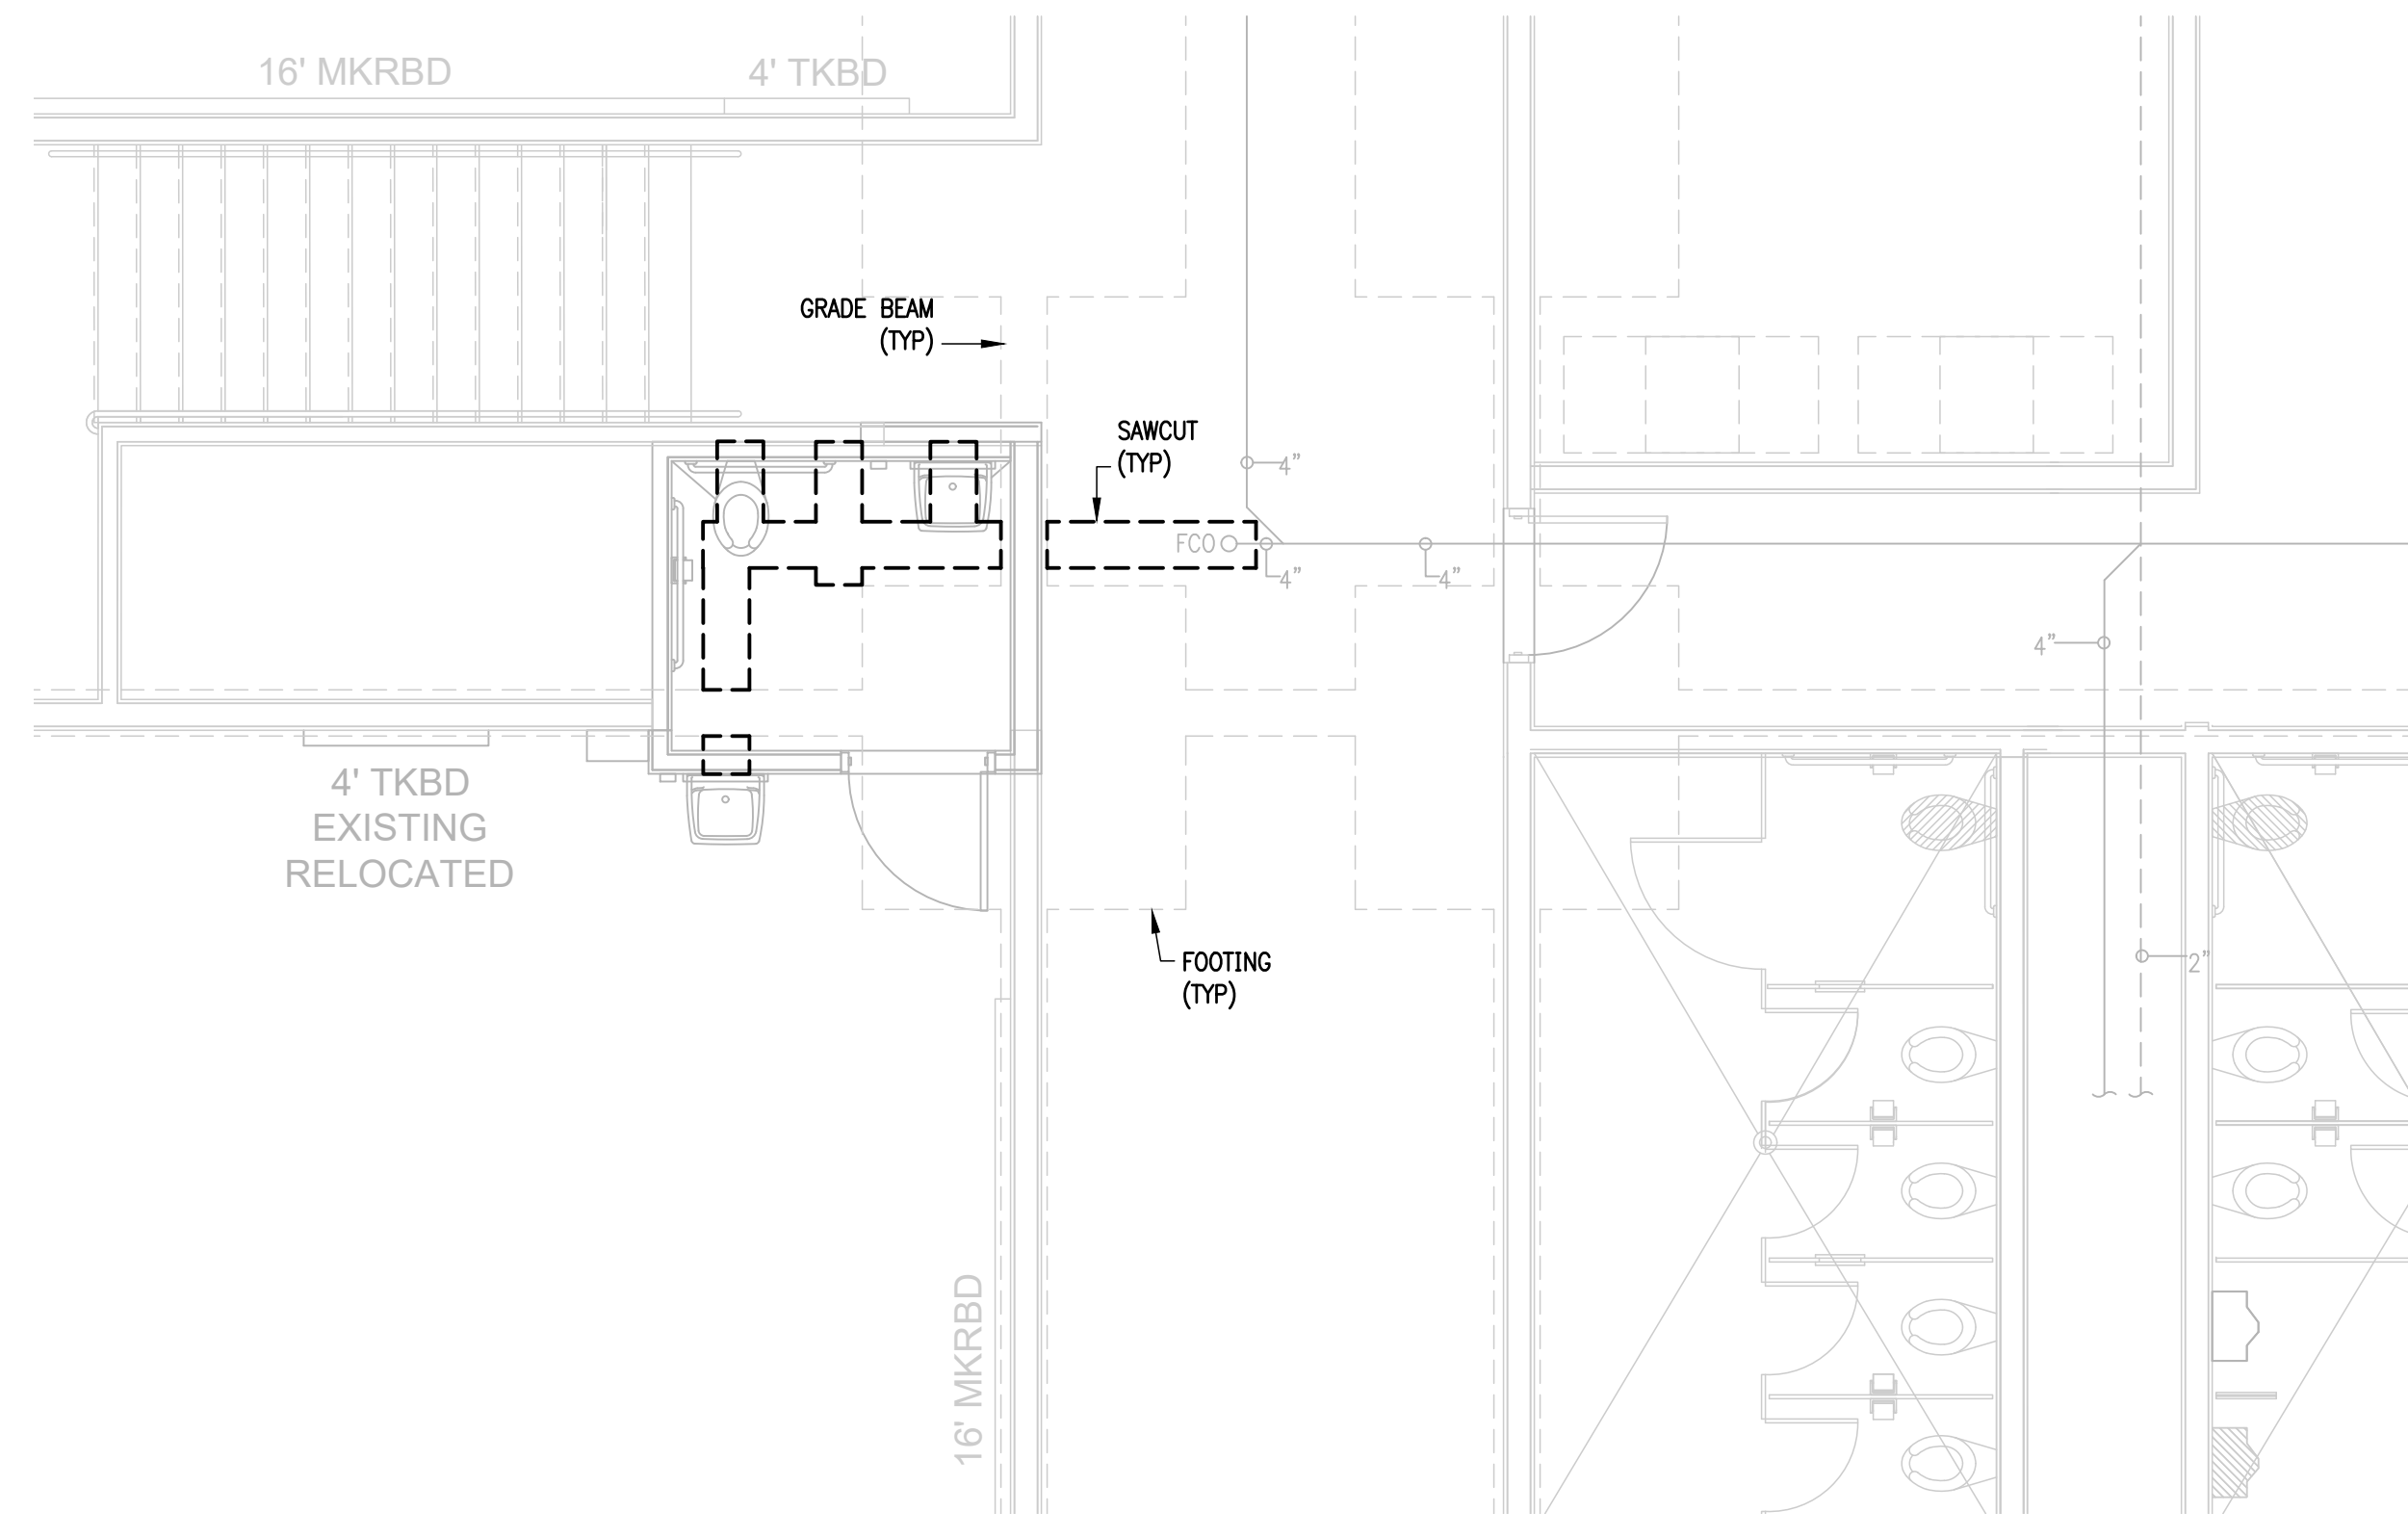 16' MKRBD
4' TKBD
GRADE BEAM
(TYP)
SAWCUT
(TYP)
4"
FCO
4"
4"
4"
4' TKBD
EXISTING
RELOCATED
FOOTING
(TYP)
2"
16' MKRBD